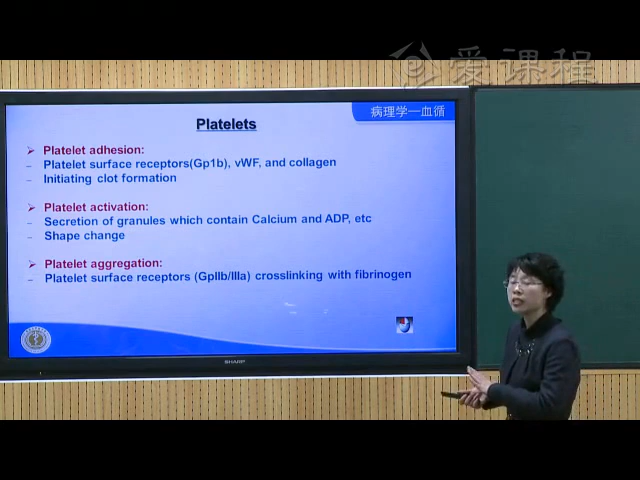 爱课程
病理学—血循
Platelets
➢ Platelet adhesion:
– Platelet surface receptors(Gp1b), vWF, and collagen
– Initiating clot formation
➢ Platelet activation:
– Secretion of granules which contain Calcium and ADP, etc
– Shape change
➢ Platelet aggregation:
– Platelet surface receptors (GpIIb/IIIa) crosslinking with fibrinogen
SHARP